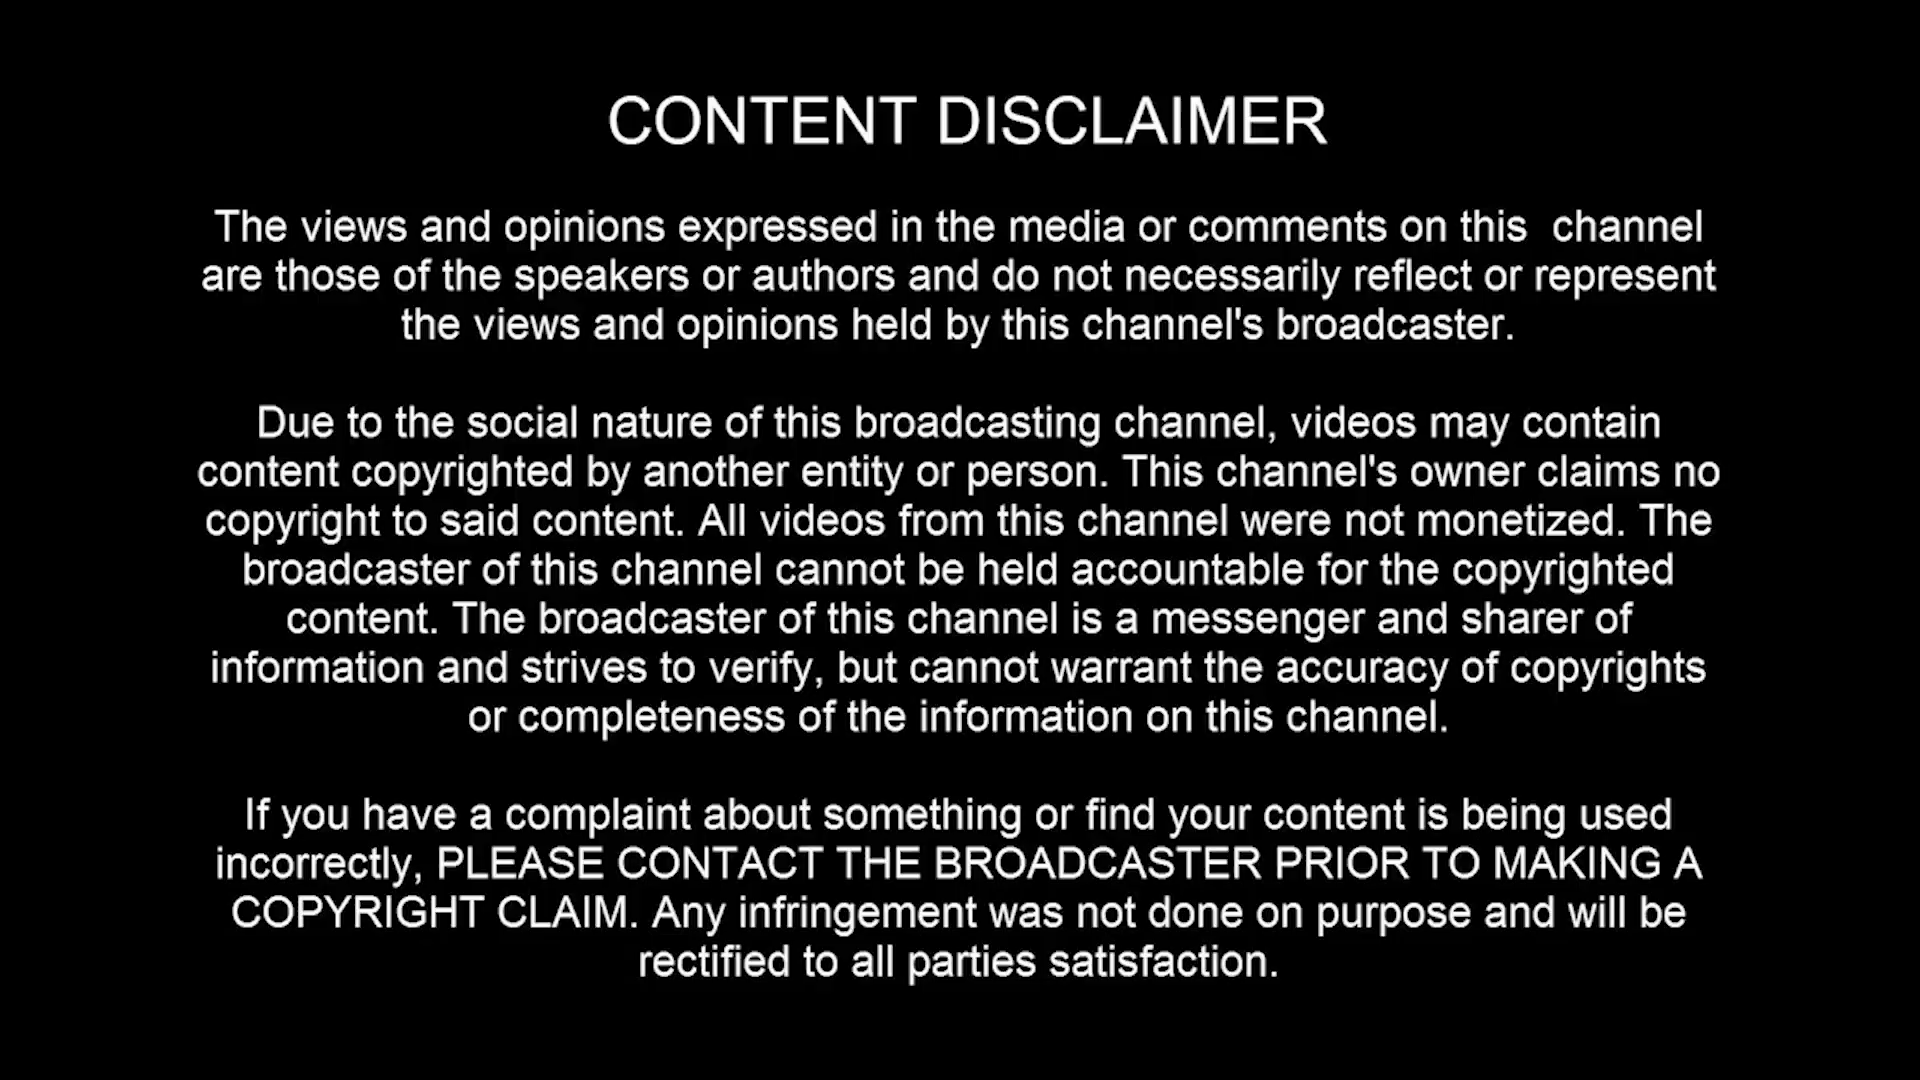 CONTENT DISCLAIMER
The views and opinions expressed in the media or comments on this  channel
are those of the speakers or authors and do not necessarily reflect or represent
the views and opinions held by this channel's broadcaster.
Due to the social nature of this broadcasting channel, videos may contain
content copyrighted by another entity or person. This channel's owner claims no
copyright to said content. All videos from this channel were not monetized. The
broadcaster of this channel cannot be held accountable for the copyrighted
content. The broadcaster of this channel is a messenger and sharer of
information and strives to verify, but cannot warrant the accuracy of copyrights
or completeness of the information on this channel.
If you have a complaint about something or find your content is being used
incorrectly, PLEASE CONTACT THE BROADCASTER PRIOR TO MAKING A
COPYRIGHT CLAIM. Any infringement was not done on purpose and will be
rectified to all parties satisfaction.